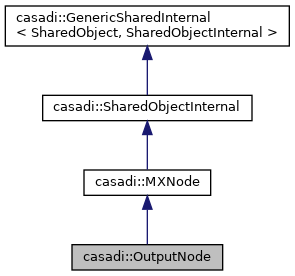 casadi::GenericSharedInternal
< SharedObject, SharedObjectInternal >
casadi::SharedObjectInternal
casadi::MXNode
casadi::OutputNode